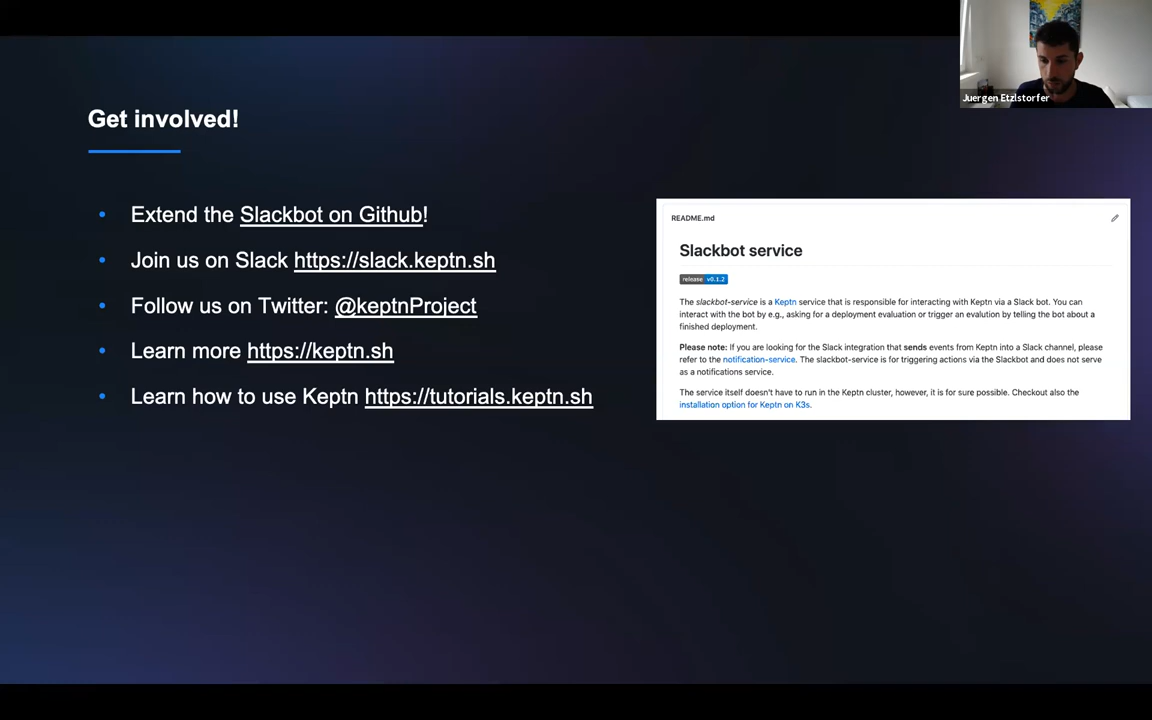 Juergen Etzlstorfer
Get involved!
• Extend the Slackbot on Github!
• Join us on Slack https://slack.keptn.sh
• Follow us on Twitter: @keptnProject
• Learn more https://keptn.sh
• Learn how to use Keptn https://tutorials.keptn.sh
README.md
Slackbot service
release v0.1.2
The slackbot-service is a Keptn service that is responsible for interacting with Keptn via a Slack bot. You can
interact with the bot by e.g., asking for a deployment evaluation or trigger an evalution by telling the bot about a
finished deployment.
Please note: If you are looking for the Slack integration that sends events from Keptn into a Slack channel, please
refer to the notification-service. The slackbot-service is for triggering actions via the Slackbot and does not serve
as a notifications service.
The service itself doesn't have to run in the Keptn cluster, however, it is for sure possible. Checkout also the
installation option for Keptn on K3s.